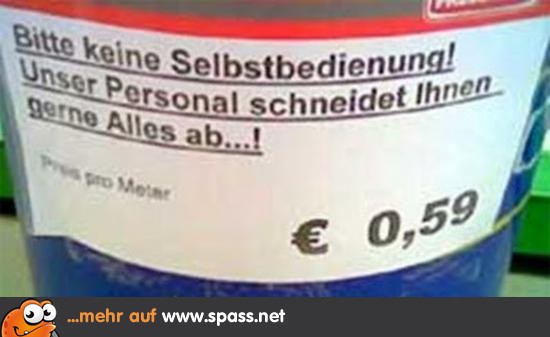 Bitte keine Selbstbedienung!
Unser Personal schneidet Ihnen
gerne Alles ab...!
Preis pro Meter
€ 0,59
...mehr auf www.spass.net